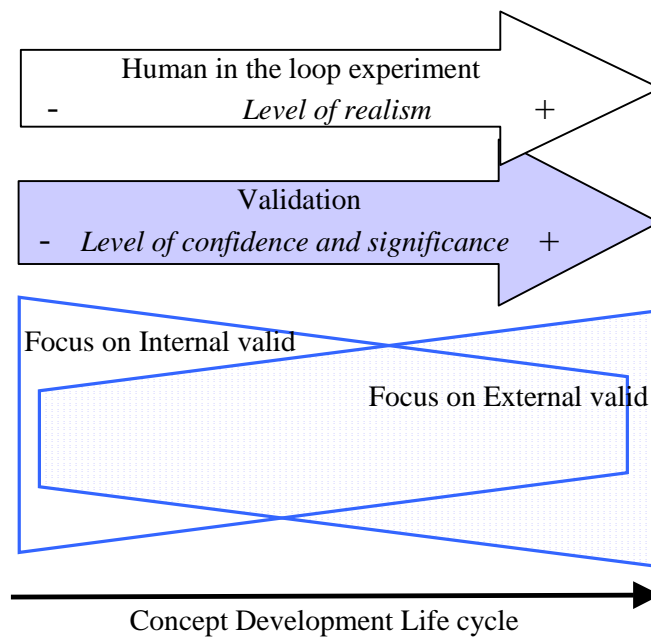 Human in the loop experiment
- Level of realism +
Validation
- Level of confidence and significance +
Focus on Internal valid
Focus on External valid
Concept Development Life cycle